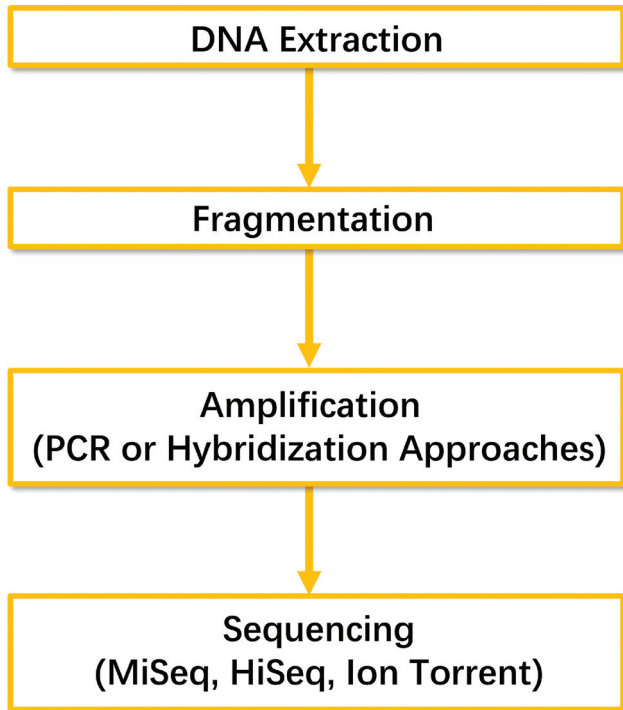 DNA Extraction
Fragmentation
Amplification
(PCR or Hybridization Approaches)
Sequencing
(MiSeq, HiSeq, Ion Torrent)